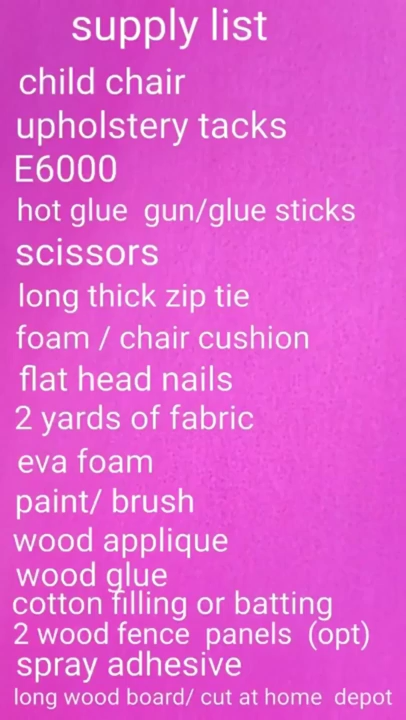 supply list
child chair
upholstery tacks
E6000
hot glue gun/glue sticks
scissors
long thick zip tie
foam / chair cushion
flat head nails
2 yards of fabric
eva foam
paint/ brush
wood applique
wood glue
cotton filling or batting
2 wood fence panels (opt)
spray adhesive
long wood board/ cut at home depot